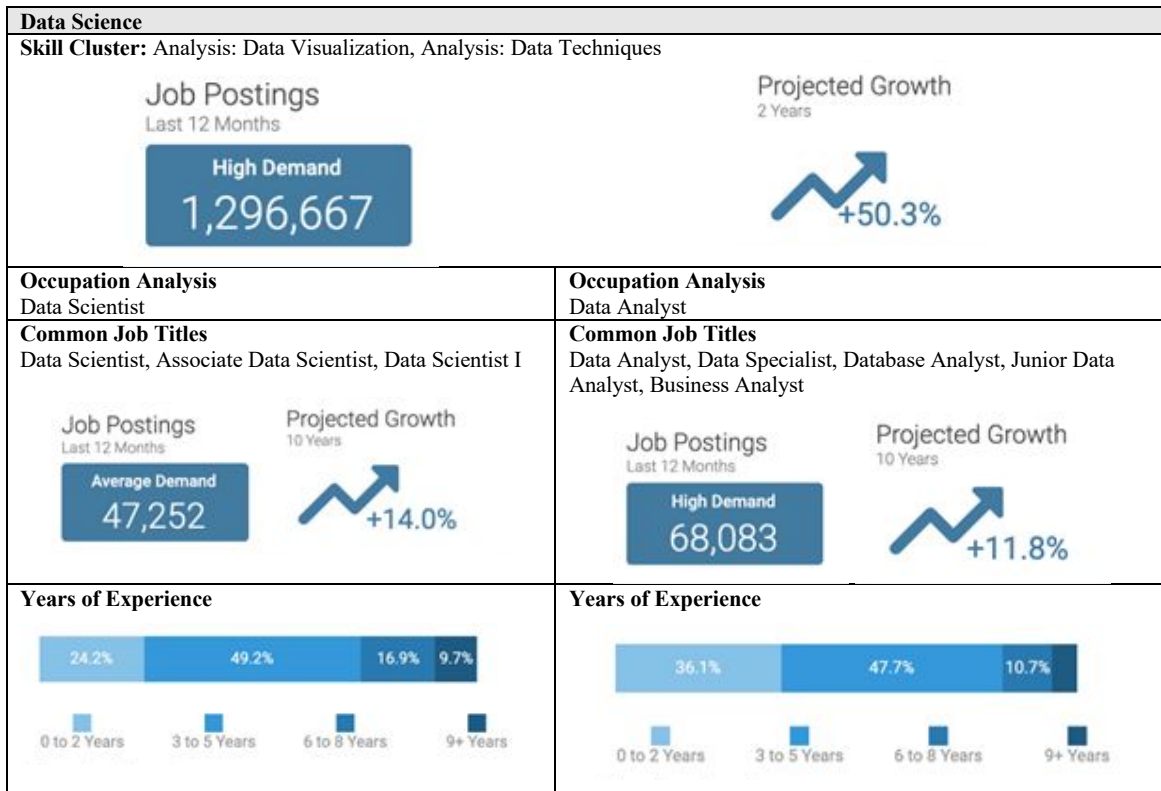 Data Science
Skill Cluster: Analysis: Data Visualization, Analysis: Data Techniques
Job Postings
Last 12 Months
High Demand
1,296,667
Projected Growth
2 Years
+50.3%
Occupation Analysis
Data Scientist
Occupation Analysis
Data Analyst
Common Job Titles
Data Scientist, Associate Data Scientist, Data Scientist I
Job Postings
Last 12 Months
Average Demand
47,252
Projected Growth
10 Years
+14.0%
Common Job Titles
Data Analyst, Data Specialist, Database Analyst, Junior Data
Analyst, Business Analyst
Job Postings
Last 12 Months
High Demand
68,083
Projected Growth
10 Years
+11.8%
Years of Experience
24.2% 49.2% 16.9% 9.7%
0 to 2 Years 3 to 5 Years 6 to 8 Years 9+ Years
Years of Experience
36.1% 47.7% 10.7%
0 to 2 Years 3 to 5 Years 6 to 8 Years 9+ Years